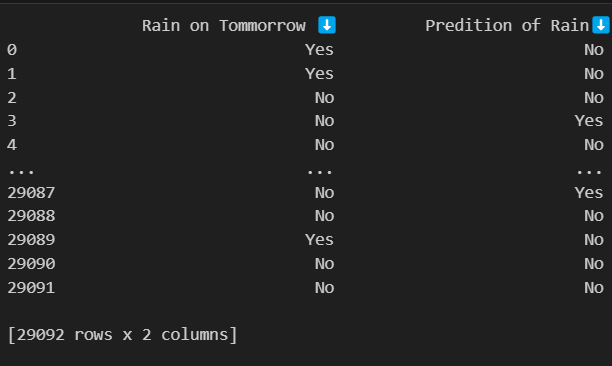 Rain on Tommorrow ⬇ Predition of Rain⬇
0 Yes No
1 Yes No
2 No No
3 No Yes
4 No No
... ... ...
29087 No Yes
29088 No No
29089 Yes No
29090 No No
29091 No No
[29092 rows x 2 columns]